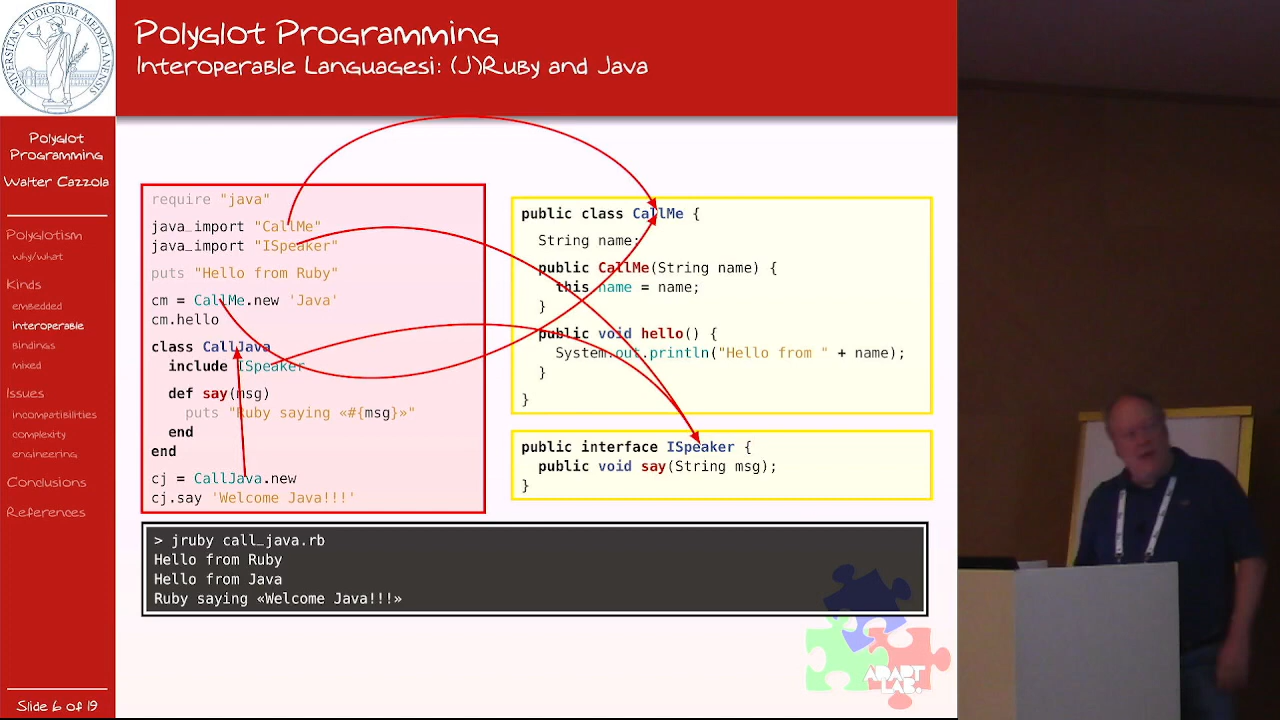 UNIVERSITAS STUDIORUM MEDIOLANENSIS
Polyglot Programming
Interoperable Languagesi: (J)Ruby and Java
Polyglot
Programming
Walter Cazzola
Polyglotism
why/what
Kinds
embedded
interoperable
bindings
mixed
Issues
incompatibilities
complexity
engineering
Conclusions
References
Slide 6 of 19
require "java"
java_import "CallMe"
java_import "ISpeaker"
puts "Hello from Ruby"
cm = CallMe.new 'Java'
cm.hello
class CallJava
include ISpeaker
def say(msg)
puts "Ruby saying «#{msg}»"
end
end
cj = CallJava.new
cj.say 'Welcome Java!!!'
public class CallMe {
String name;
public CallMe(String name) {
this.name = name;
}
public void hello() {
System.out.println("Hello from " + name);
}
}
public interface ISpeaker {
public void say(String msg);
}
> jruby call_java.rb
Hello from Ruby
Hello from Java
Ruby saying «Welcome Java!!!»
ADAPT
LAB.